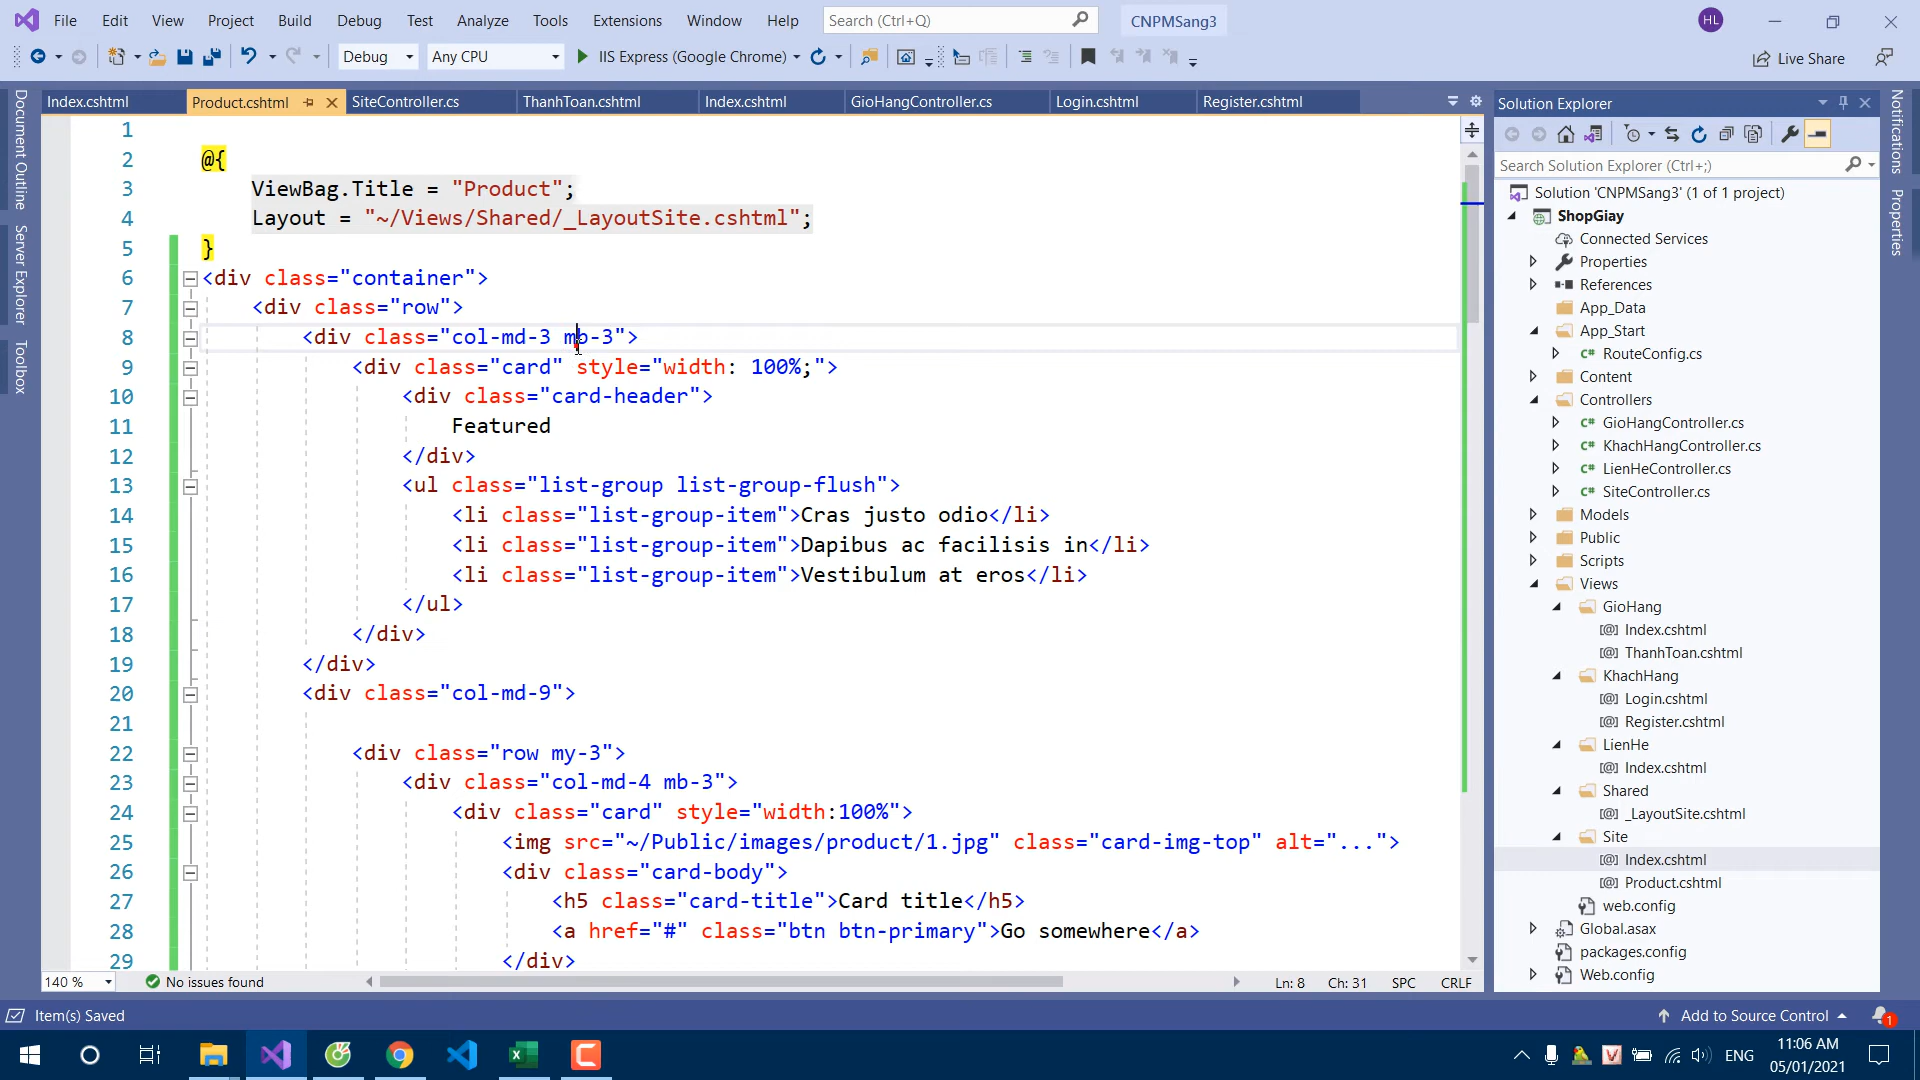 File Edit View Project Build Debug Test Analyze Tools Extensions Window Help Search (Ctrl+Q) CNPMSang3 HL
Debug Any CPU IIS Express (Google Chrome) Live Share
Document Outline
Server Explorer
Toolbox
Index.cshtml Product.cshtml SiteController.cs ThanhToan.cshtml Index.cshtml GioHangController.cs Login.cshtml Register.cshtml
1
2 @{
3 ViewBag.Title = "Product";
4 Layout = "~/Views/Shared/_LayoutSite.cshtml";
5 }
6 <div class="container">
7 <div class="row">
8 <div class="col-md-3 mb-3">
9 <div class="card" style="width: 100%;">
10 <div class="card-header">
11 Featured
12 </div>
13 <ul class="list-group list-group-flush">
14 <li class="list-group-item">Cras justo odio</li>
15 <li class="list-group-item">Dapibus ac facilisis in</li>
16 <li class="list-group-item">Vestibulum at eros</li>
17 </ul>
18 </div>
19 </div>
20 <div class="col-md-9">
21
22 <div class="row my-3">
23 <div class="col-md-4 mb-3">
24 <div class="card" style="width:100%">
25 <img src="~/Public/images/product/1.jpg" class="card-img-top" alt="...">
26 <div class="card-body">
27 <h5 class="card-title">Card title</h5>
28 <a href="#" class="btn btn-primary">Go somewhere</a>
29 </div>
140 % No issues found Ln: 8 Ch: 31 SPC CRLF
Solution Explorer
Search Solution Explorer (Ctrl+;)
Solution 'CNPMSang3' (1 of 1 project)
ShopGiay
Connected Services
Properties
References
App_Data
App_Start
C# RouteConfig.cs
Content
Controllers
C# GioHangController.cs
C# KhachHangController.cs
C# LienHeController.cs
C# SiteController.cs
Models
Public
Scripts
Views
GioHang
[@] Index.cshtml
[@] ThanhToan.cshtml
KhachHang
[@] Login.cshtml
[@] Register.cshtml
LienHe
[@] Index.cshtml
Shared
[@] _LayoutSite.cshtml
Site
[@] Index.cshtml
[@] Product.cshtml
web.config
Global.asax
packages.config
Web.config
Notifications
Properties
Item(s) Saved Add to Source Control 1
ENG 11:06 AM
05/01/2021